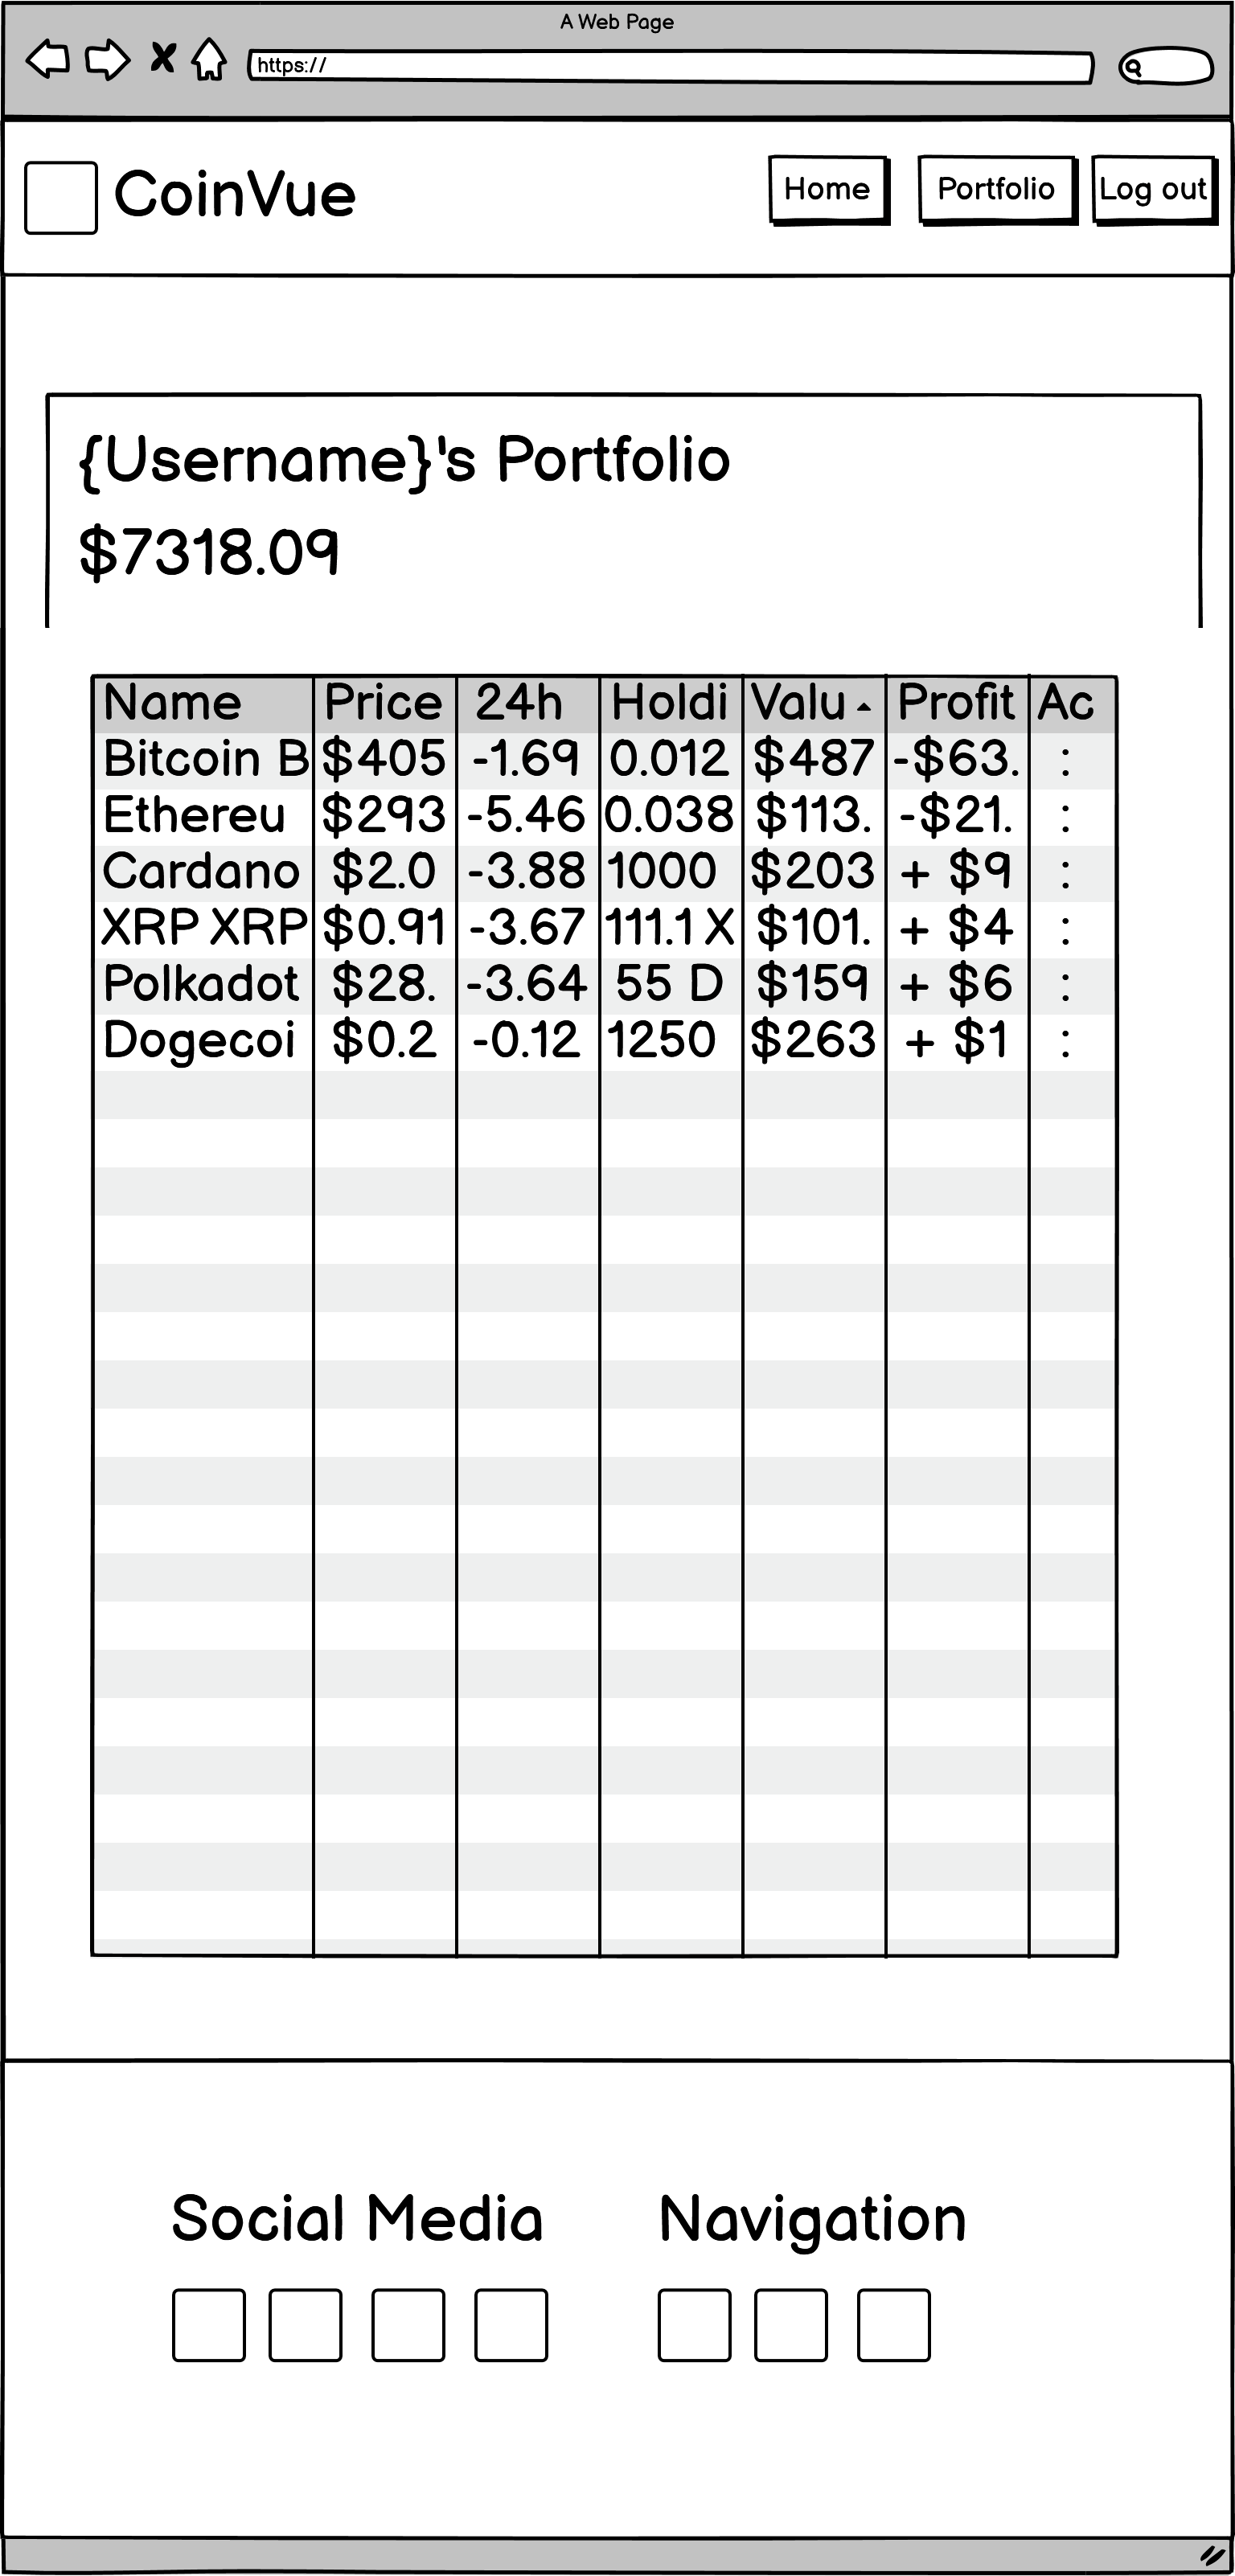 A Web Page
https://
CoinVue
Home Portfolio Log out
{Username}'s Portfolio
$7318.09
Name Price 24h Holdi Valu Profit Ac
Bitcoin B $405 -1.69 0.012 $487 -$63. :
Ethereu $293 -5.46 0.038 $113. -$21. :
Cardano $2.0 -3.88 1000 $203 + $9 :
XRP XRP $0.91 -3.67 111.1 X $101. + $4 :
Polkadot $28. -3.64 55 D $159 + $6 :
Dogecoi $0.2 -0.12 1250 $263 + $1 :
Social Media Navigation